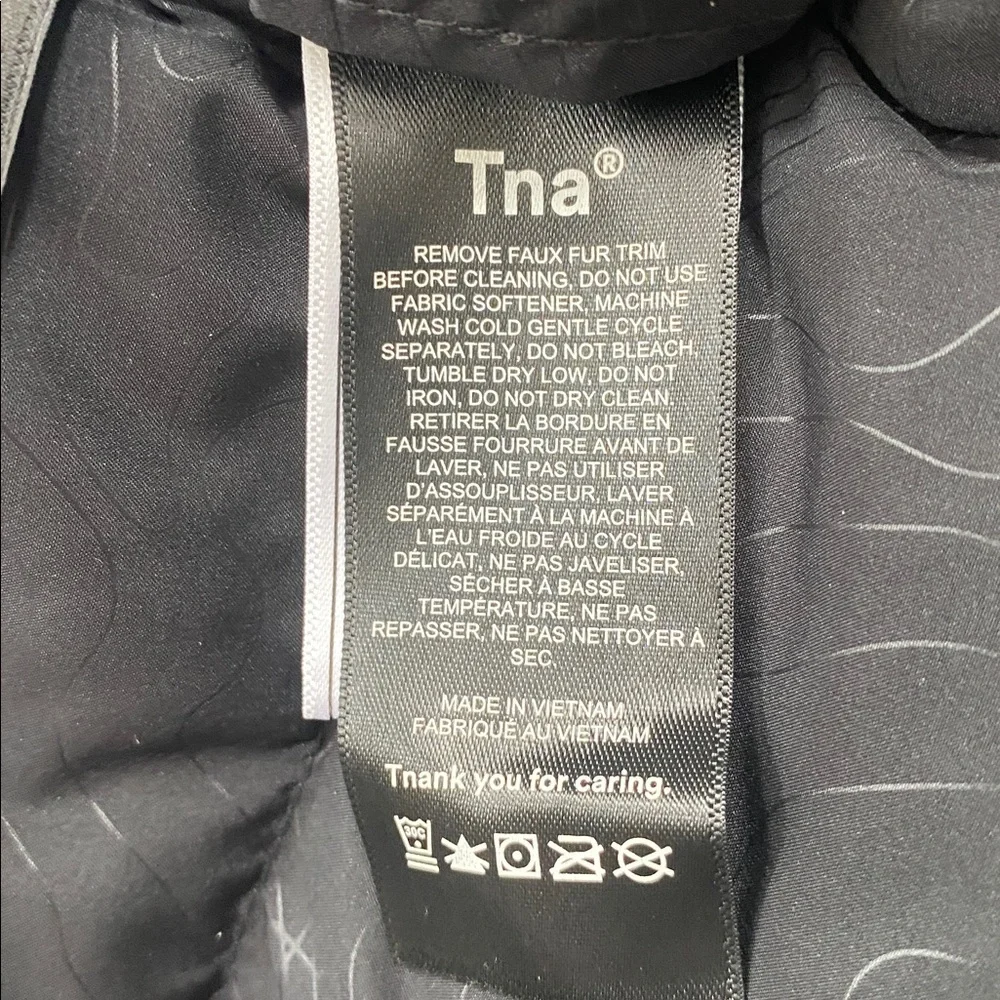 Tna®
REMOVE FAUX FUR TRIM
BEFORE CLEANING, DO NOT USE
FABRIC SOFTENER, MACHINE
WASH COLD GENTLE CYCLE
SEPARATELY, DO NOT BLEACH,
TUMBLE DRY LOW, DO NOT
IRON, DO NOT DRY CLEAN.
RETIRER LA BORDURE EN
FAUSSE FOURRURE AVANT DE
LAVER, NE PAS UTILISER
D'ASSOUPLISSEUR, LAVER
SÉPARÉMENT À LA MACHINE À
L'EAU FROIDE AU CYCLE
DÉLICAT, NE PAS JAVELISER,
SÉCHER À BASSE
TEMPÉRATURE, NE PAS
REPASSER, NE PAS NETTOYER À
SEC.
MADE IN VIETNAM
FABRIQUÉ AU VIETNAM
Tnank you for caring.
30C